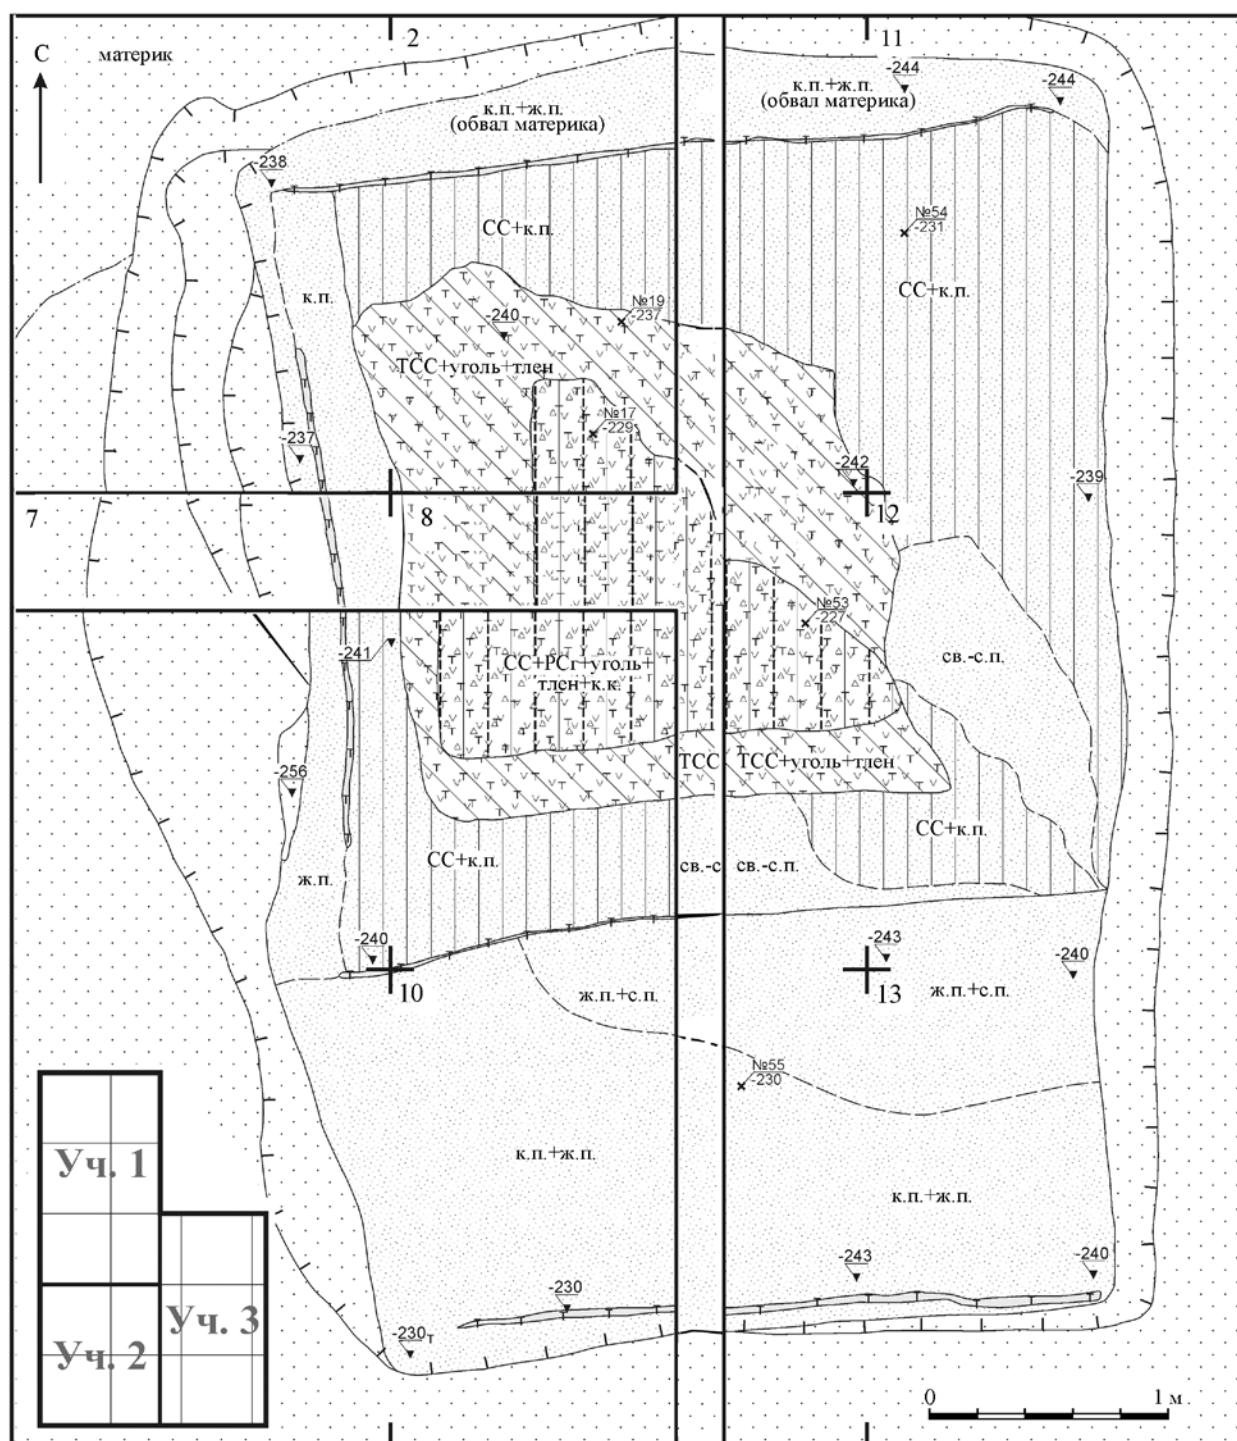 2
11
С
материк
-244
-244
к.п.+ж.п.
(обвал материка)
к.п.+ж.п.
(обвал материка)
-238
№54
-231
СС+к.п.
СС+к.п.
к.п.
№19
-237
-240
ТСС+уголь+тлен
№17
-229
-237
-242
-239
7
8
12
№53
-227
-241
СС+РСг+уголь+
тлен+к.к.
св.-с.п.
-256
ТСС
ТСС+уголь+тлен
СС+к.п.
СС+к.п.
св.-с
св.-с.п.
ж.п.
-240
-243
-240
10
13
ж.п.+с.п.
ж.п.+с.п.
№55
-230
к.п.+ж.п.
к.п.+ж.п.
Уч. 1
Уч. 3
Уч. 2
-230
-243
-240
-230
т
0
1 м